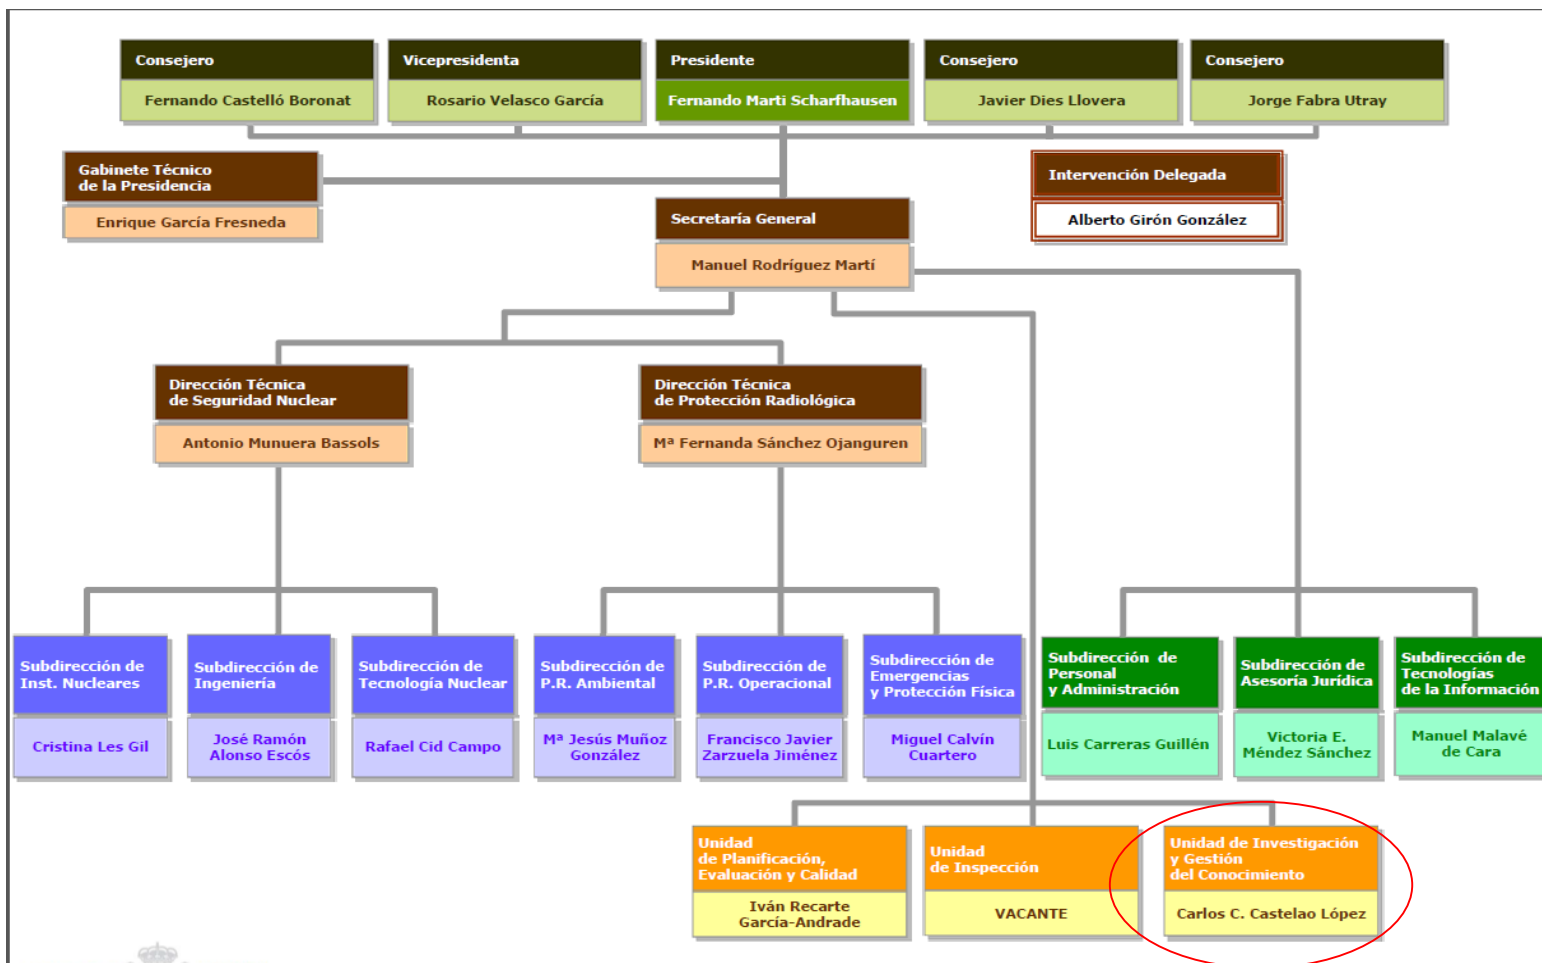 Consejero
Fernando Castelló Boronat
Vicepresidenta
Rosario Velasco García
Presidente
Fernando Marti Scharfhausen
Consejero
Javier Dies Llovera
Consejero
Jorge Fabra Utray
Gabinete Técnico
de la Presidencia
Enrique García Fresneda
Intervención Delegada
Alberto Girón González
Secretaría General
Manuel Rodríguez Martí
Dirección Técnica
de Seguridad Nuclear
Antonio Munuera Bassols
Dirección Técnica
de Protección Radiológica
Mª Fernanda Sánchez Ojanguren
Subdirección de
Inst. Nucleares
Cristina Les Gil
Subdirección de
Ingeniería
José Ramón
Alonso Escós
Subdirección de
Tecnología Nuclear
Rafael Cid Campo
Subdirección de
P.R. Ambiental
Mª Jesús Muñoz
González
Subdirección de
P.R. Operacional
Francisco Javier
Zarzuela Jiménez
Subdirección de
Emergencias
y Protección Física
Miguel Calvín
Cuartero
Subdirección de
Personal
y Administración
Luis Carreras Guillén
Subdirección de
Asesoría Jurídica
Victoria E.
Méndez Sánchez
Subdirección de
Tecnologías
de la Información
Manuel Malavé
de Cara
Unidad
de Planificación,
Evaluación y Calidad
Iván Recarte
García-Andrade
Unidad
de Inspección
VACANTE
Unidad de Investigación
y Gestión
del Conocimiento
Carlos C. Castelao López